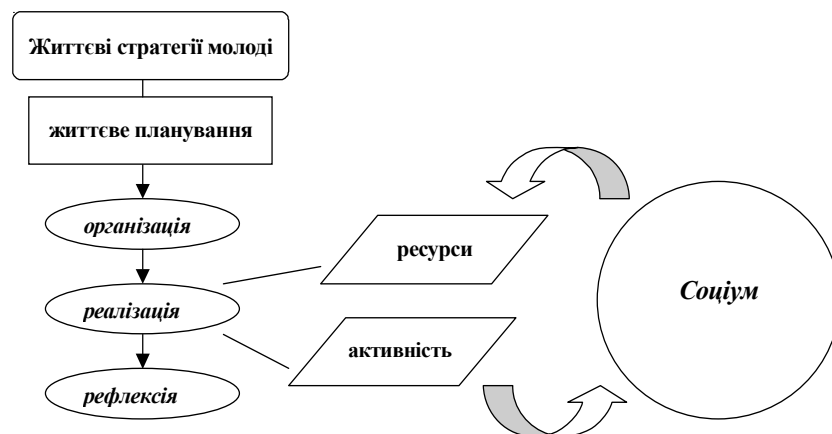 Життєві стратегії молоді
життєве планування
організація
реалізація
рефлексія
ресурси
активність
Соціум